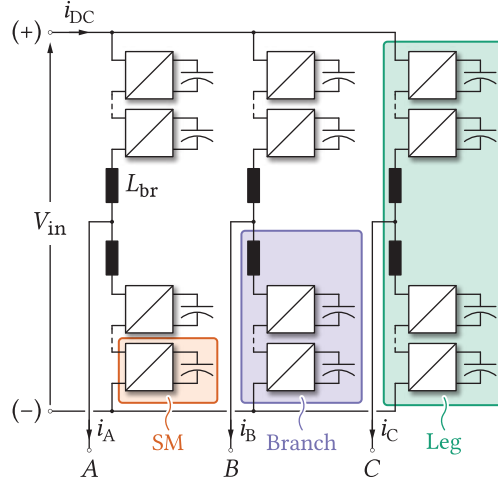 (+) i_DC
L_br
V_in
(−)
i_A SM i_B Branch i_C Leg
A B C